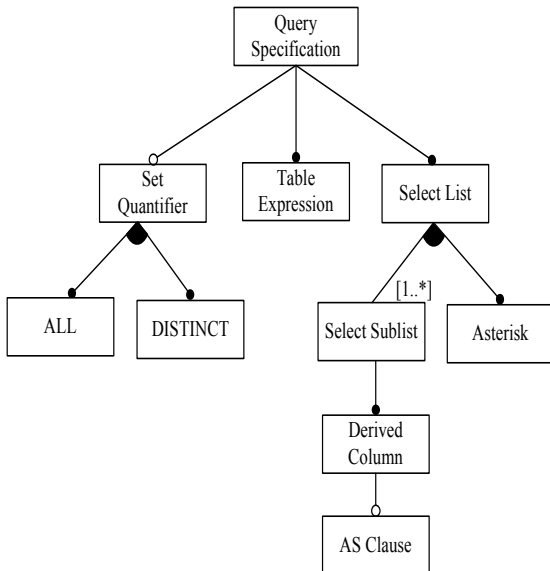 Query
Specification
Set
Quantifier
Table
Expression
Select List
ALL
DISTINCT
[1..*]
Select Sublist
Asterisk
Derived
Column
AS Clause